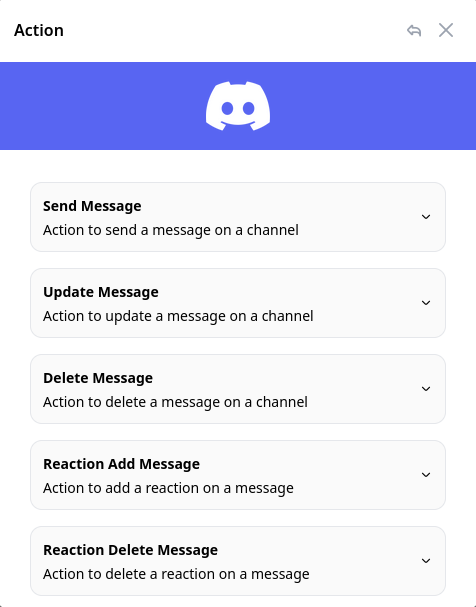 Action
Send Message
Action to send a message on a channel
Update Message
Action to update a message on a channel
Delete Message
Action to delete a message on a channel
Reaction Add Message
Action to add a reaction on a message
Reaction Delete Message
Action to delete a reaction on a message